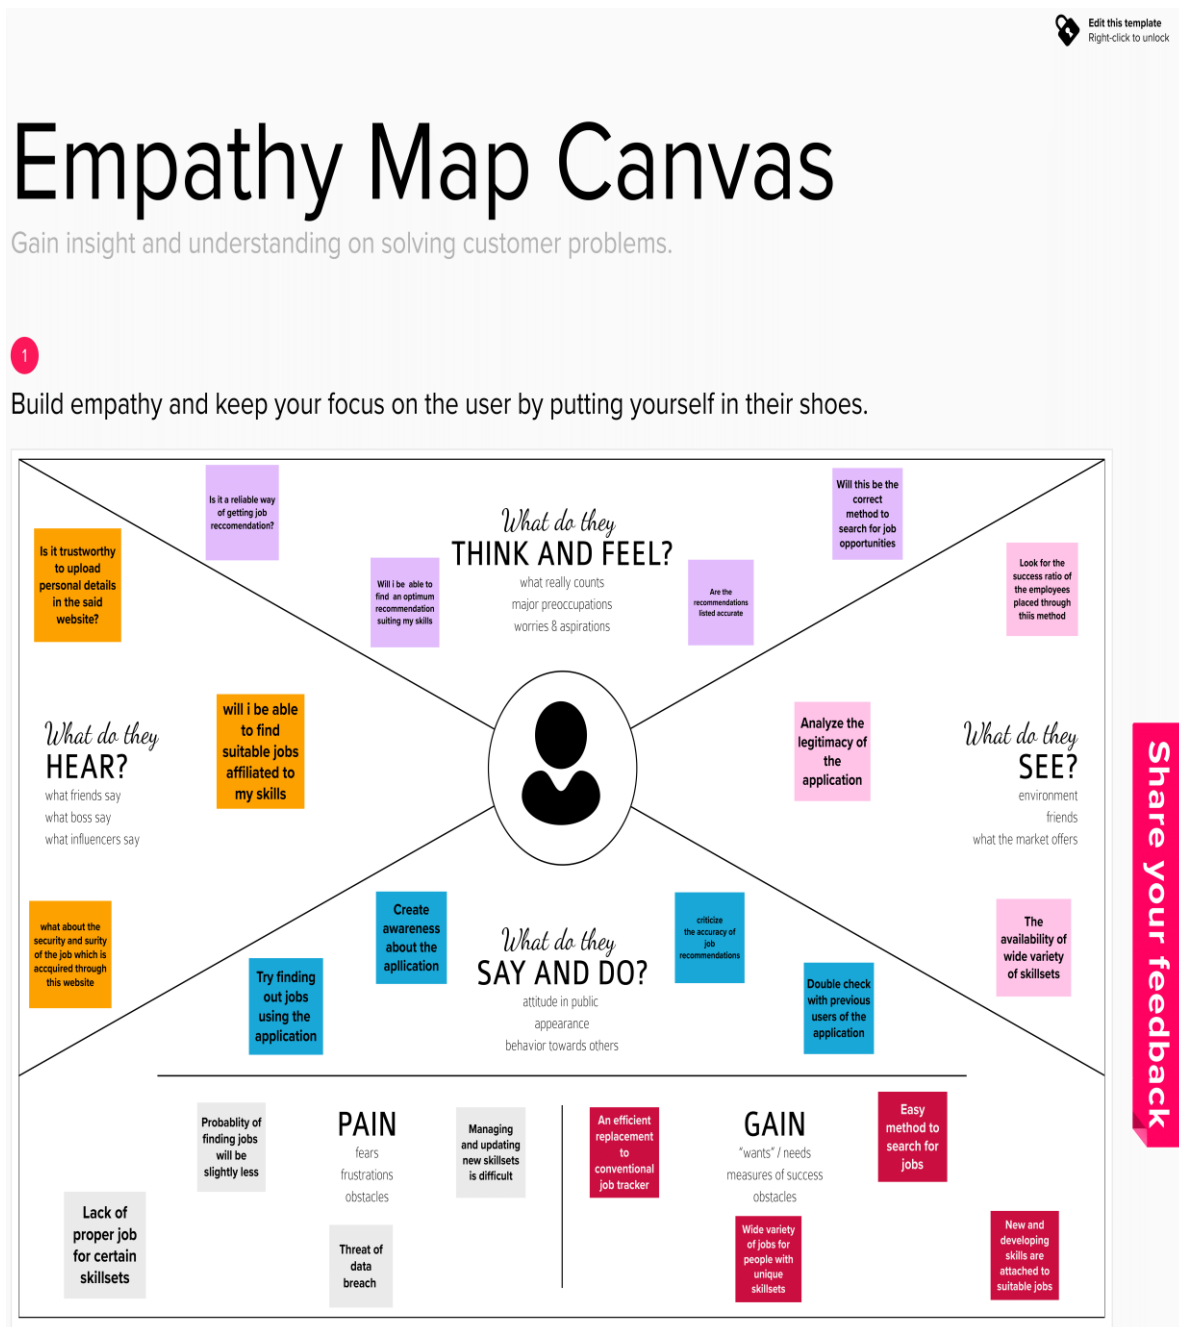 Edit this template
Right-click to unlock
Empathy Map Canvas
Gain insight and understanding on solving customer problems.
1
Build empathy and keep your focus on the user by putting yourself in their shoes.
Is it a reliable way
of getting job
reccomendation?
Will this be the
correct
method to
search for job
opportunities
What do they
THINK AND FEEL?
what really counts
major preoccupations
worries & aspirations
Will i be able to
find an optimum
recommendation
suiting my skills
Are the
recommendations
listed accurate
Is it trustworthy
to upload
personal details
in the said
website?
Look for the
success ratio of
the employees
placed through
thiis method
What do they
HEAR?
what friends say
what boss say
what influencers say
will i be able
to find
suitable jobs
affiliated to
my skills
Analyze the
legitimacy of
the
application
What do they
SEE?
environment
friends
what the market offers
Share your feedback
what about the
security and surity
of the job which is
accquired through
this website
Create
awareness
about the
apllication
What do they
SAY AND DO?
attitude in public
appearance
behavior towards others
criticize
the accuracy of
job
recommendations
The
availability of
wide variety
of skillsets
Try finding
out jobs
using the
application
Double check
with previous
users of the
application
Probablity of
finding jobs
will be
slightly less
PAIN
fears
frustrations
obstacles
Managing
and updating
new skillsets
is difficult
Lack of
proper job
for certain
skillsets
Threat of
data
breach
An efficient
replacement
to
conventional
job tracker
GAIN
"wants" / needs
measures of success
obstacles
Easy
method to
search for
jobs
Wide variety
of jobs for
people with
unique
skillsets
New and
developing
skills are
attached to
suitable jobs